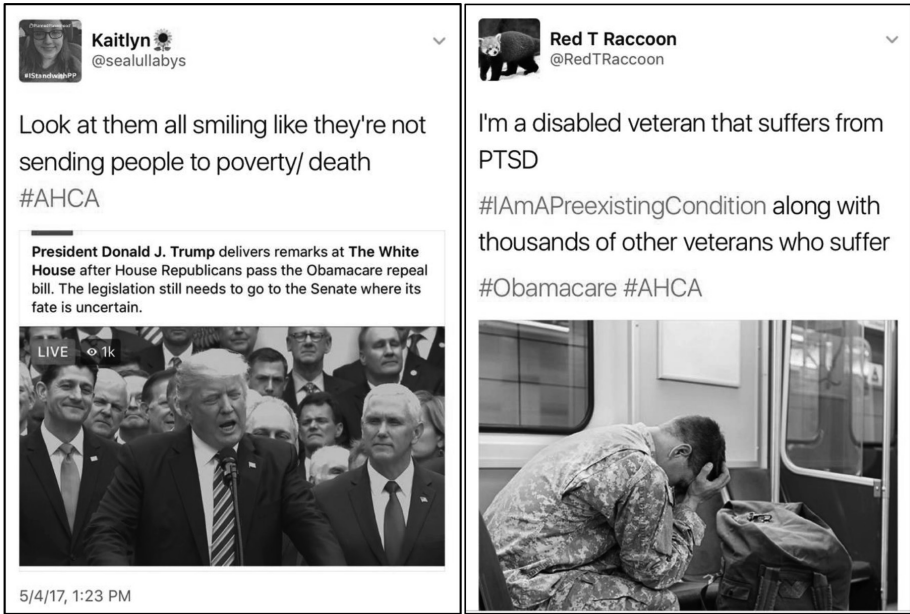 Kaitlyn🌻
@sealullabys
#IStandwithPP
Look at them all smiling like they're not
sending people to poverty/ death
#AHCA
President Donald J. Trump delivers remarks at The White
House after House Republicans pass the Obamacare repeal
bill. The legislation still needs to go to the Senate where its
fate is uncertain.
LIVE 1k
5/4/17, 1:23 PM
Red T Raccoon
@RedTRaccoon
I'm a disabled veteran that suffers from
PTSD
#IAmAPreexistingCondition along with
thousands of other veterans who suffer
#Obamacare #AHCA